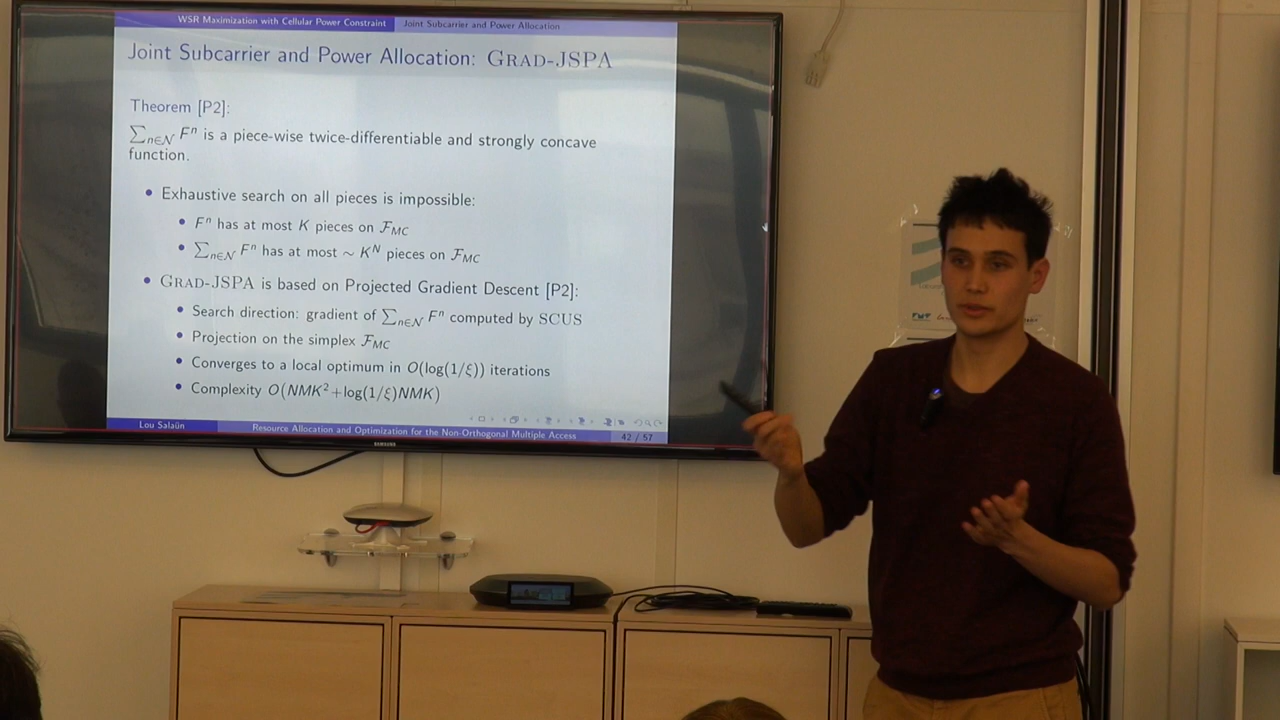 WSR Maximization with Cellular Power Constraint Joint Subcarrier and Power Allocation
Joint Subcarrier and Power Allocation: GRAD-JSPA
Theorem [P2]:
∑n∈𝒩 Fⁿ is a piece-wise twice-differentiable and strongly concave
function.
• Exhaustive search on all pieces is impossible:
• Fⁿ has at most K pieces on ℱMC
• ∑n∈𝒩 Fⁿ has at most ∼ Kᴺ pieces on ℱMC
• GRAD-JSPA is based on Projected Gradient Descent [P2]:
• Search direction: gradient of ∑n∈𝒩 Fⁿ computed by SCUS
• Projection on the simplex ℱMC
• Converges to a local optimum in O(log(1/ξ)) iterations
• Complexity O(NMK²+log(1/ξ)NMK)
Lou Salaün Resource Allocation and Optimization for the Non-Orthogonal Multiple Access 42 / 57
SAMSUNG